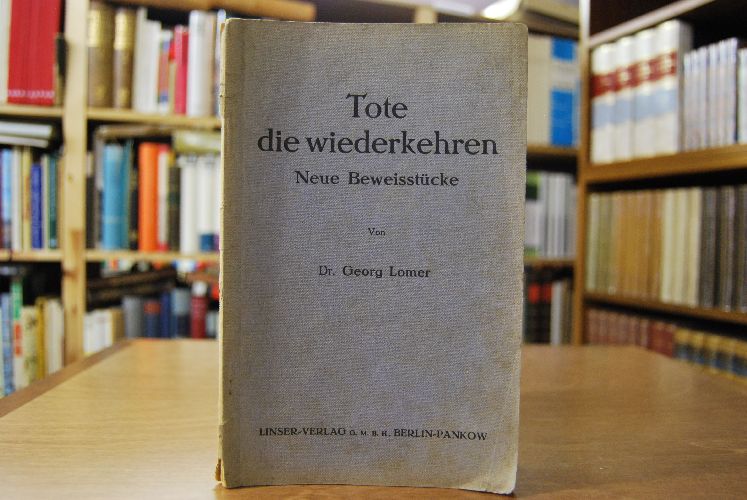 Tote
die wiederkehren
Neue Beweisstücke
Von
Dr. Georg Lomer
LINSER-VERLAG G. M. B. H. BERLIN-PANKOW